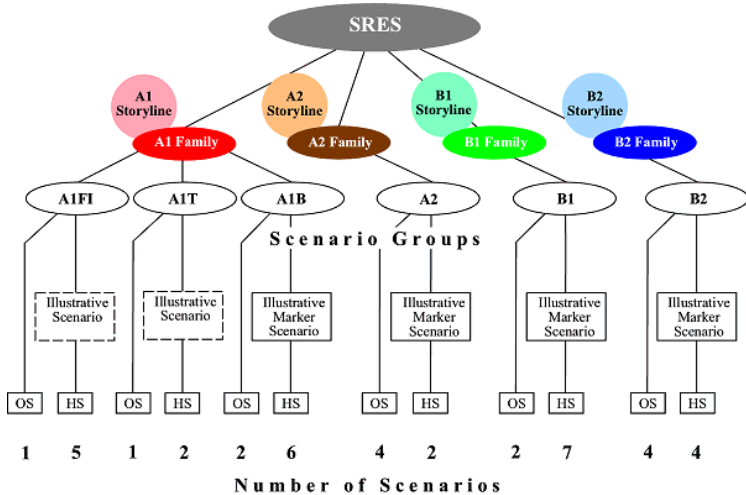 SRES
A1
Storyline
A2
Storyline
B1
Storyline
B2
Storyline
A1 Family
A2 Family
B1 Family
B2 Family
A1FI
A1T
A1B
A2
B1
B2
Scenario Groups
Illustrative
Scenario
Illustrative
Scenario
Illustrative
Marker
Scenario
Illustrative
Marker
Scenario
Illustrative
Marker
Scenario
Illustrative
Marker
Scenario
OS HS OS HS OS HS OS HS OS HS OS HS
1 5 1 2 2 6 4 2 2 7 4 4
Number of Scenarios